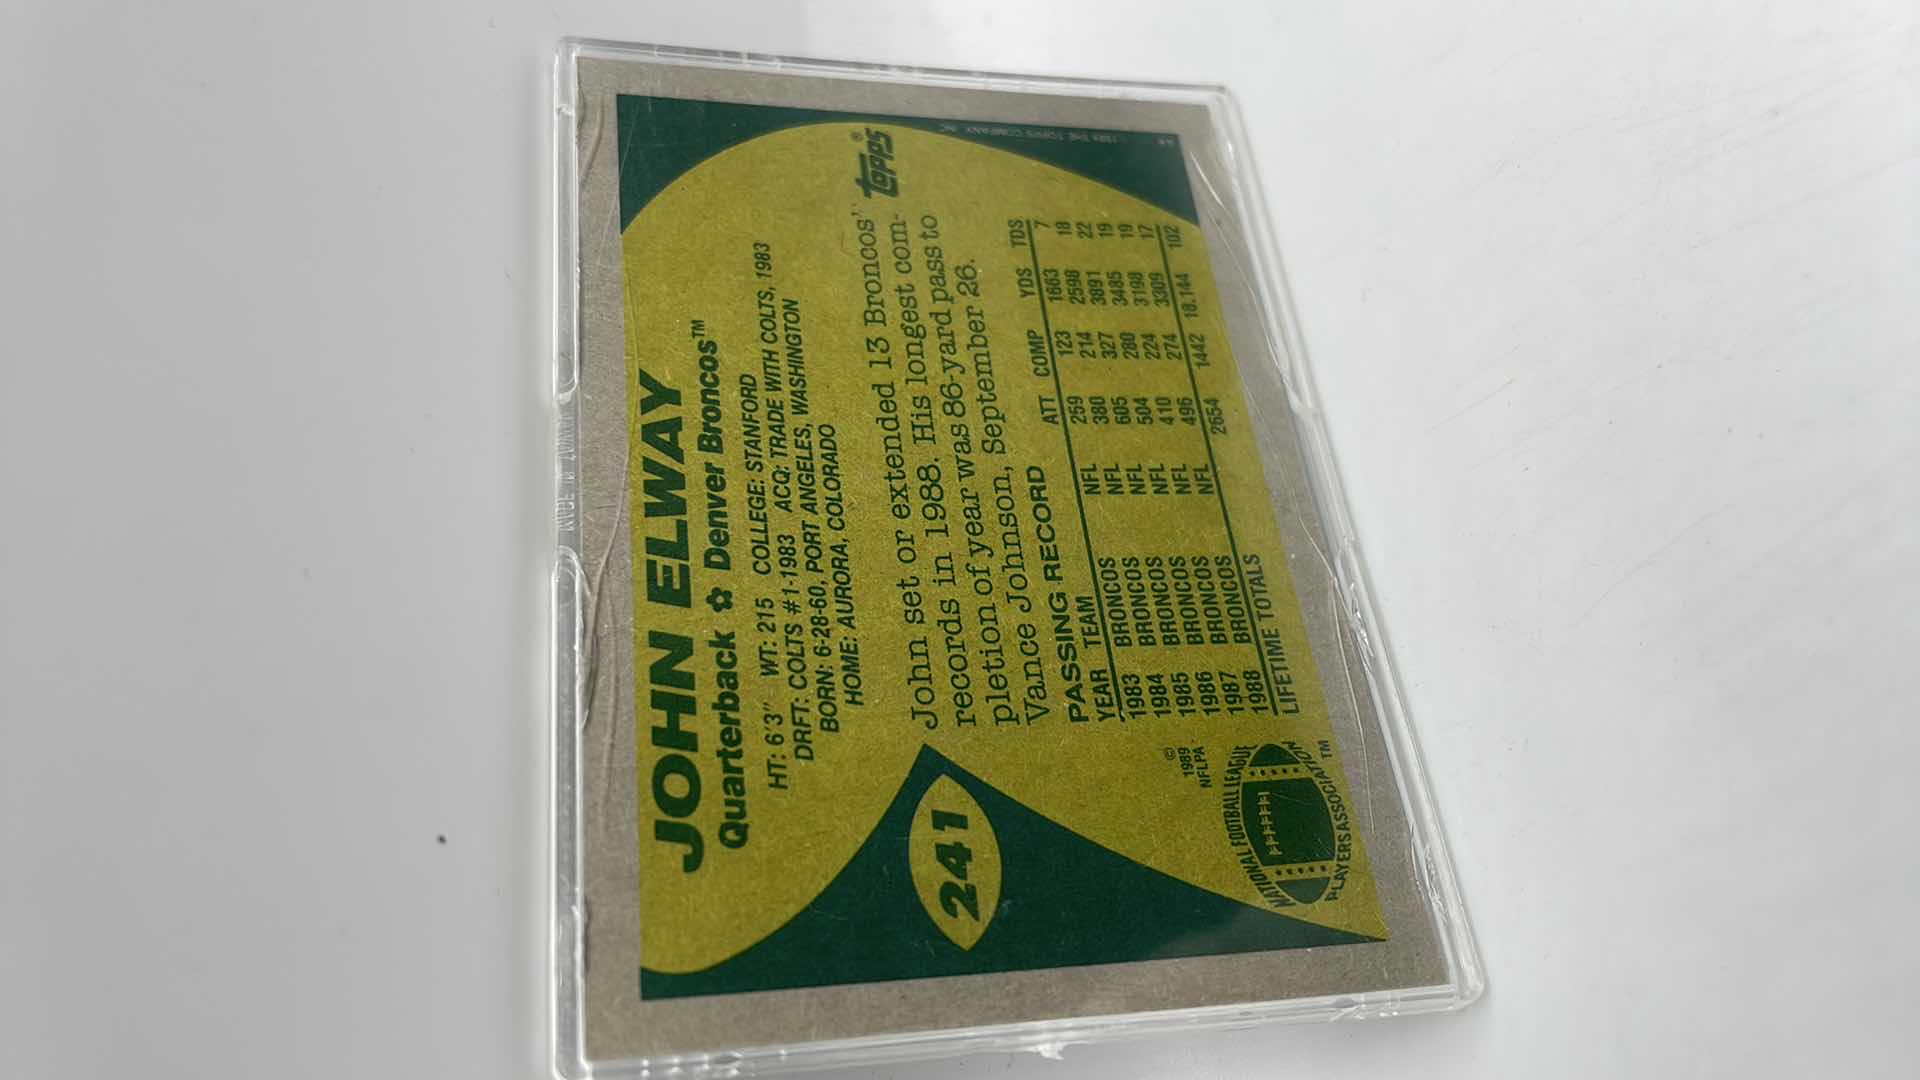 JOHN ELWAY
Quarterback ✿ Denver Broncos™
HT: 6'3" WT: 215 COLLEGE: STANFORD
DRFT: COLTS #1-1983 ACQ: TRADE WITH COLTS, 1983
BORN: 6-28-60, PORT ANGELES, WASHINGTON
HOME: AURORA, COLORADO
241
John set or extended 13 Broncos'
records in 1988. His longest com-
pletion of year was 86-yard pass to
Vance Johnson, September 26.
topps®
PASSING RECORD
YEAR TEAM ATT COMP YDS TDS
1983 BRONCOS NFL 259 123 1663 7
1984 BRONCOS NFL 380 214 2598 18
1985 BRONCOS NFL 605 327 3891 22
1986 BRONCOS NFL 504 280 3485 19
1987 BRONCOS NFL 410 224 3198 19
1988 BRONCOS NFL 496 274 3309 17
LIFETIME TOTALS 2654 1442 18,144 102
© 1989
NFLPA
NATIONAL FOOTBALL LEAGUE
PLAYERS ASSOCIATION ™
1989 THE TOPPS COMPANY, INC.